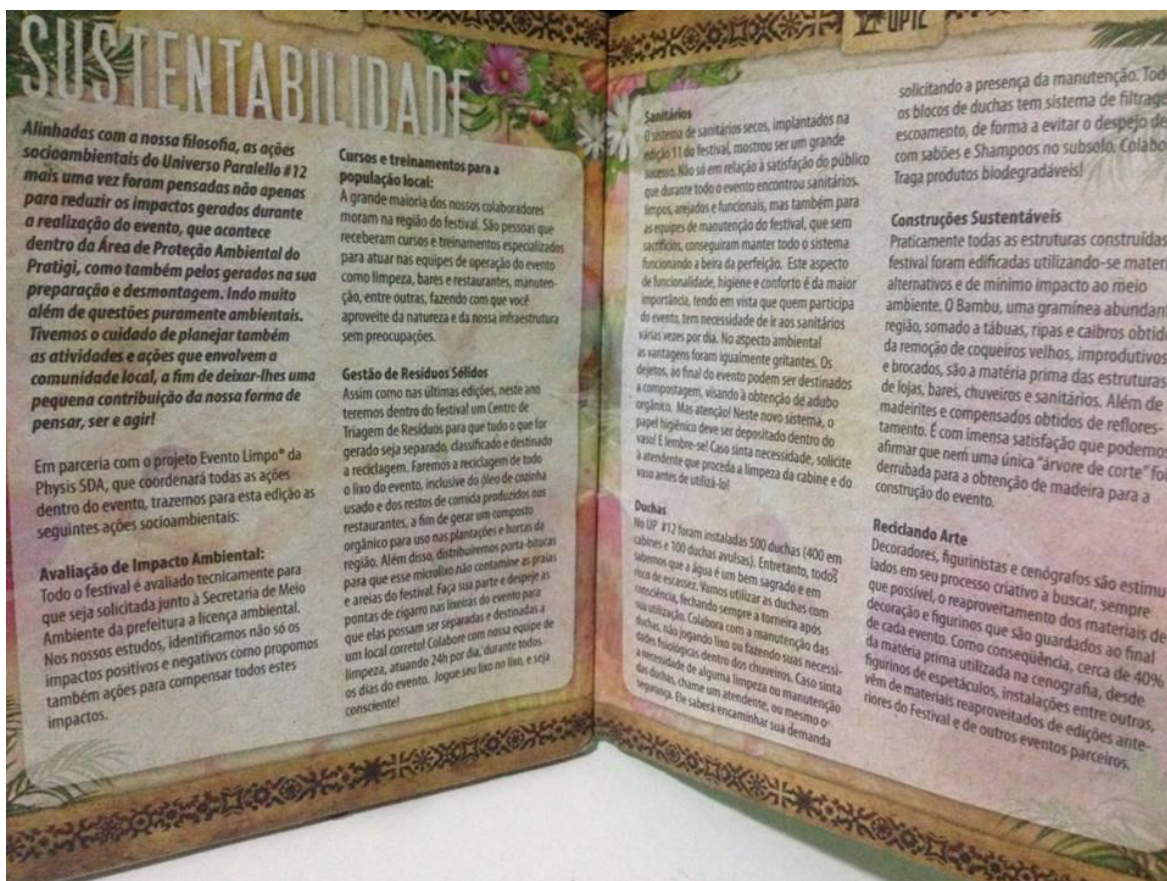 SUSTENTABILIDADE
Alinhadas com a nossa filosofia, as ações
socioambientais do Universo Paralello #12
mais uma vez foram pensadas não apenas
para reduzir os impactos gerados durante
a realização do evento, que acontece
dentro da Área de Proteção Ambiental do
Pratigi, como também pelos gerados na sua
preparação e desmontagem. Indo muito
além de questões puramente ambientais.
Tivemos o cuidado de planejar também
as atividades e ações que envolvem a
comunidade local, a fim de deixar-lhes uma
pequena contribuição da nossa forma de
pensar, ser e agir!
Em parceria com o projeto Evento Limpo® da
Physis SDA, que coordenará todas as ações
dentro do evento, trazemos para esta edição as
seguintes ações socioambientais:
Avaliação de Impacto Ambiental:
Todo o festival é avaliado tecnicamente para
que seja solicitada junto à Secretaria de Meio
Ambiente da prefeitura a licença ambiental.
Nos nossos estudos, identificamos não só os
impactos positivos e negativos como propomos
também ações para compensar todos estes
impactos.
Cursos e treinamentos para a
população local:
A grande maioria dos nossos colaboradores
moram na região do festival. São pessoas que
receberam cursos e treinamentos especializados
para atuar nas equipes de operação do evento
como limpeza, bares e restaurantes, manuten-
ção, entre outras, fazendo com que você
aproveite da natureza e da nossa infraestrutura
sem preocupações.
Gestão de Resíduos Sólidos
Assim como nas últimas edições, neste ano
teremos dentro do festival um Centro de
Triagem de Resíduos para que tudo o que for
gerado seja separado, classificado e destinado
a reciclagem. Faremos a reciclagem de todo
o lixo do evento, inclusive do óleo de cozinha
usado e dos restos de comida produzidos nos
restaurantes, a fim de gerar um composto
orgânico para uso nas plantações e hortas da
região. Além disso, distribuiremos porta-bitucas
para que esse microlixo não contamine as praias
e areias do festival. Faça sua parte e despeje as
pontas de cigarro nas lixeiras do evento para
que elas possam ser separadas e destinadas a
um local correto! Colabore com nossa equipe de
limpeza, atuando 24h por dia, durante todos
os dias do evento. Jogue seu lixo no lixo, e seja
consciente!
Sanitários
O sistema de sanitários secos, implantados na
edição 11 do festival, mostrou ser um grande
sucesso. Não só em relação à satisfação do público
que durante todo o evento encontrou sanitários
limpos, arejados e funcionais, mas também para
as equipes de manutenção do festival, que sem
sacrifícios, conseguiram manter todo o sistema
funcionando a beira da perfeição. Este aspecto
de funcionalidade, higiene e conforto é da maior
importância, tendo em vista que quem participa
do evento, tem necessidade de ir aos sanitários
várias vezes por dia. No aspecto ambiental
as vantagens foram igualmente gritantes. Os
dejetos, ao final do evento podem ser destinados
a compostagem, visando à obtenção de adubo
orgânico. Mas atenção! Neste novo sistema, o
papel higiênico deve ser depositado dentro do
vaso! E lembre-se! Caso sinta necessidade, solicite
à atendente que proceda a limpeza da cabine e do
vaso antes de utilizá-lo!
Duchas
No UP #12 foram instaladas 500 duchas (400 em
cabines e 100 duchas avulsas). Entretanto, todos
sabemos que a água é um bem sagrado e em
risco de escassez. Vamos utilizar as duchas com
consciência, fechando sempre a torneira após
sua utilização. Colabora com a manutenção das
duchas, não jogando lixo ou fazendo suas necessi-
dades fisiológicas dentro dos chuveiros. Caso sinta
a necessidade de alguma limpeza ou manutenção
das duchas, chame um atendente, ou mesmo o
segurança. Ele saberá encaminhar sua demanda
solicitando a presença da manutenção. Tod
os blocos de duchas tem sistema de filtrage
escoamento, de forma a evitar o despejo de
com sabões e Shampoos no subsolo. Colabo
Traga produtos biodegradáveis!
Construções Sustentáveis
Praticamente todas as estruturas construídas
festival foram edificadas utilizando-se materi
alternativos e de mínimo impacto ao meio
ambiente. O Bambu, uma gramínea abundan
região, somado a tábuas, ripas e caibros obtid
da remoção de coqueiros velhos, improdutivos
e brocados, são a matéria prima das estruturas
de lojas, bares, chuveiros e sanitários. Além de
madeirites e compensados obtidos de reflores-
tamento. É com imensa satisfação que podemos
afirmar que nem uma única "árvore de corte" foi
derrubada para a obtenção de madeira para a
construção do evento.
Reciclando Arte
Decoradores, figurinistas e cenógrafos são estimu-
lados em seu processo criativo a buscar, sempre
que possível, o reaproveitamento dos materiais de
decoração e figurinos que são guardados ao final
de cada evento. Como conseqüência, cerca de 40%
da matéria prima utilizada na cenografia, desde
figurinos de espetáculos, instalações entre outros,
vêm de materiais reaproveitados de edições ante-
riores do Festival e de outros eventos parceiros.